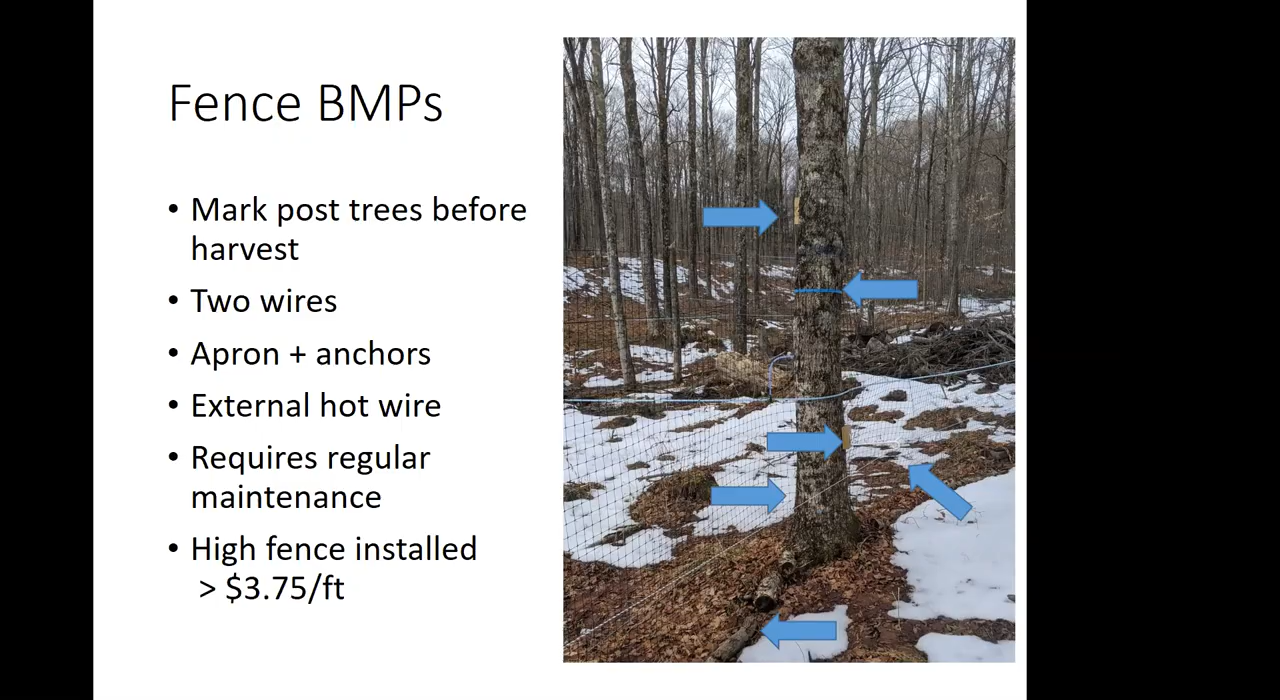 Fence BMPs
• Mark post trees before
harvest
• Two wires
• Apron + anchors
• External hot wire
• Requires regular
maintenance
• High fence installed
> $3.75/ft